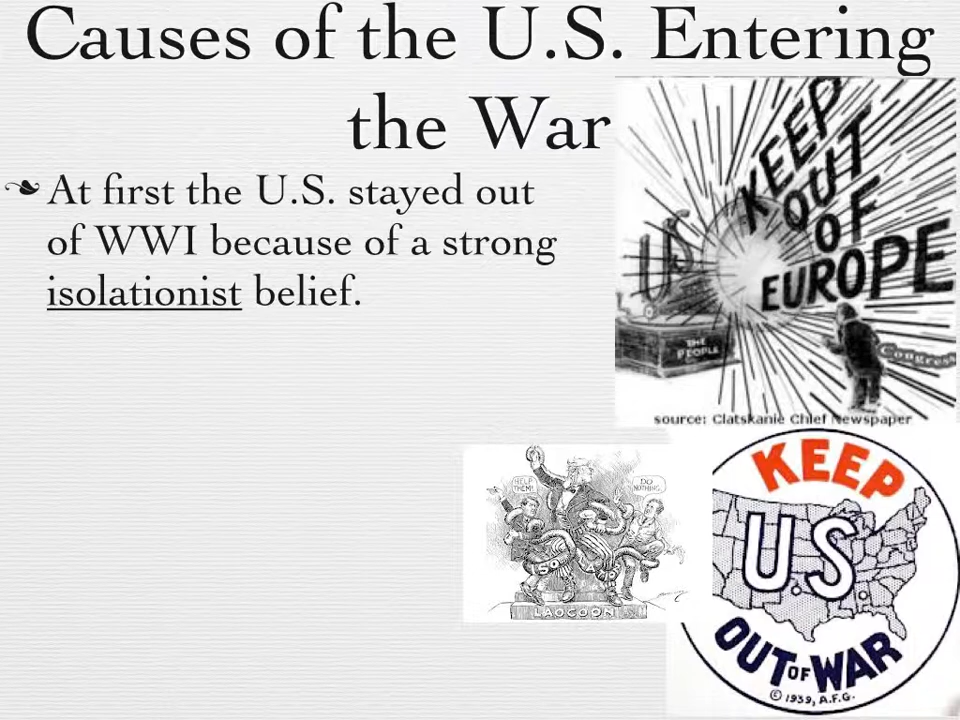 Causes of the U.S. Entering
the War
At first the U.S. stayed out
of WWI because of a strong
isolationist belief.
KEEP
OUT
OF
EUROPE
US
THE
PEOPLE
Congress
source: Clatskanie Chief Newspaper
HELP
THEM!
DO
NOTHING
LAOCOON
KEEP
US
OUT OF WAR
© 1939, A.F.G.